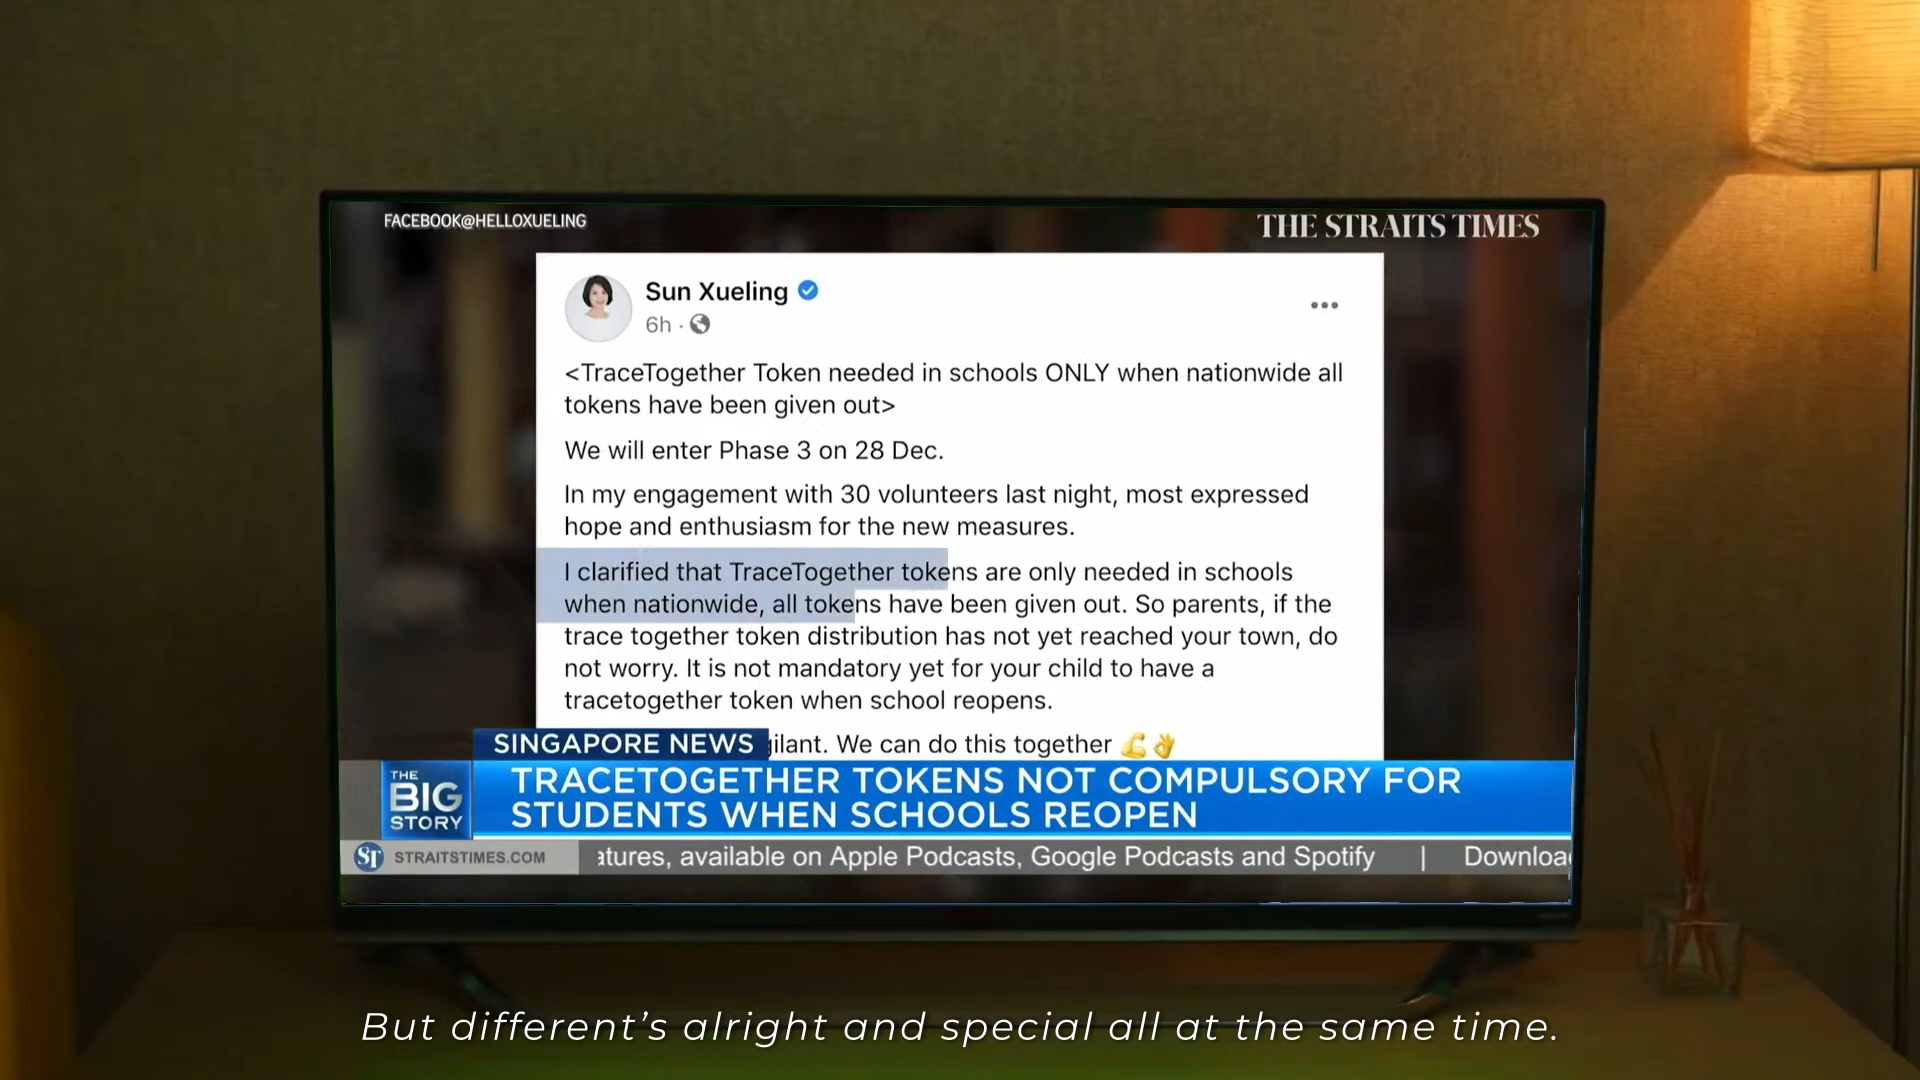 FACEBOOK@HELLOXUELING
THE STRAITS TIMES
Sun Xueling
6h ·
<TraceTogether Token needed in schools ONLY when nationwide all
tokens have been given out>
We will enter Phase 3 on 28 Dec.
In my engagement with 30 volunteers last night, most expressed
hope and enthusiasm for the new measures.
I clarified that TraceTogether tokens are only needed in schools
when nationwide, all tokens have been given out. So parents, if the
trace together token distribution has not yet reached your town, do
not worry. It is not mandatory yet for your child to have a
tracetogether token when school reopens.
We can do this together 💪👌
SINGAPORE NEWS
THE
BIG
STORY
TRACETOGETHER TOKENS NOT COMPULSORY FOR
STUDENTS WHEN SCHOOLS REOPEN
ST STRAITSTIMES.COM
available on Apple Podcasts, Google Podcasts and Spotify |
But different's alright and special all at the same time.